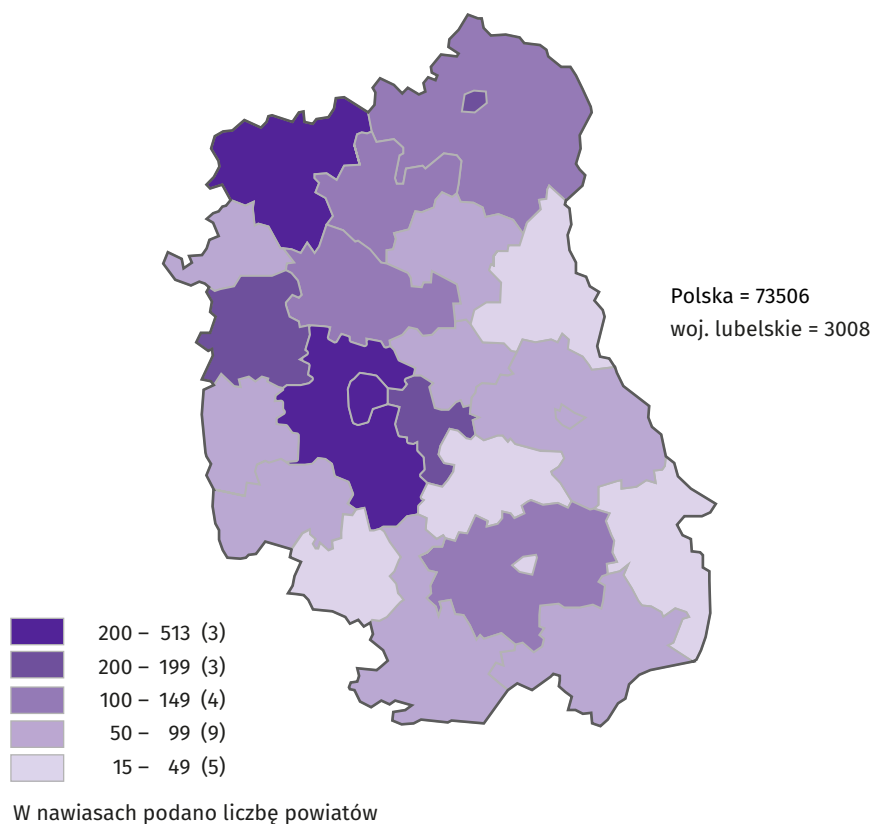 Polska = 73506
woj. lubelskie = 3008
200 – 513 (3)
200 – 199 (3)
100 – 149 (4)
50 – 99 (9)
15 – 49 (5)
W nawiasach podano liczbę powiatów